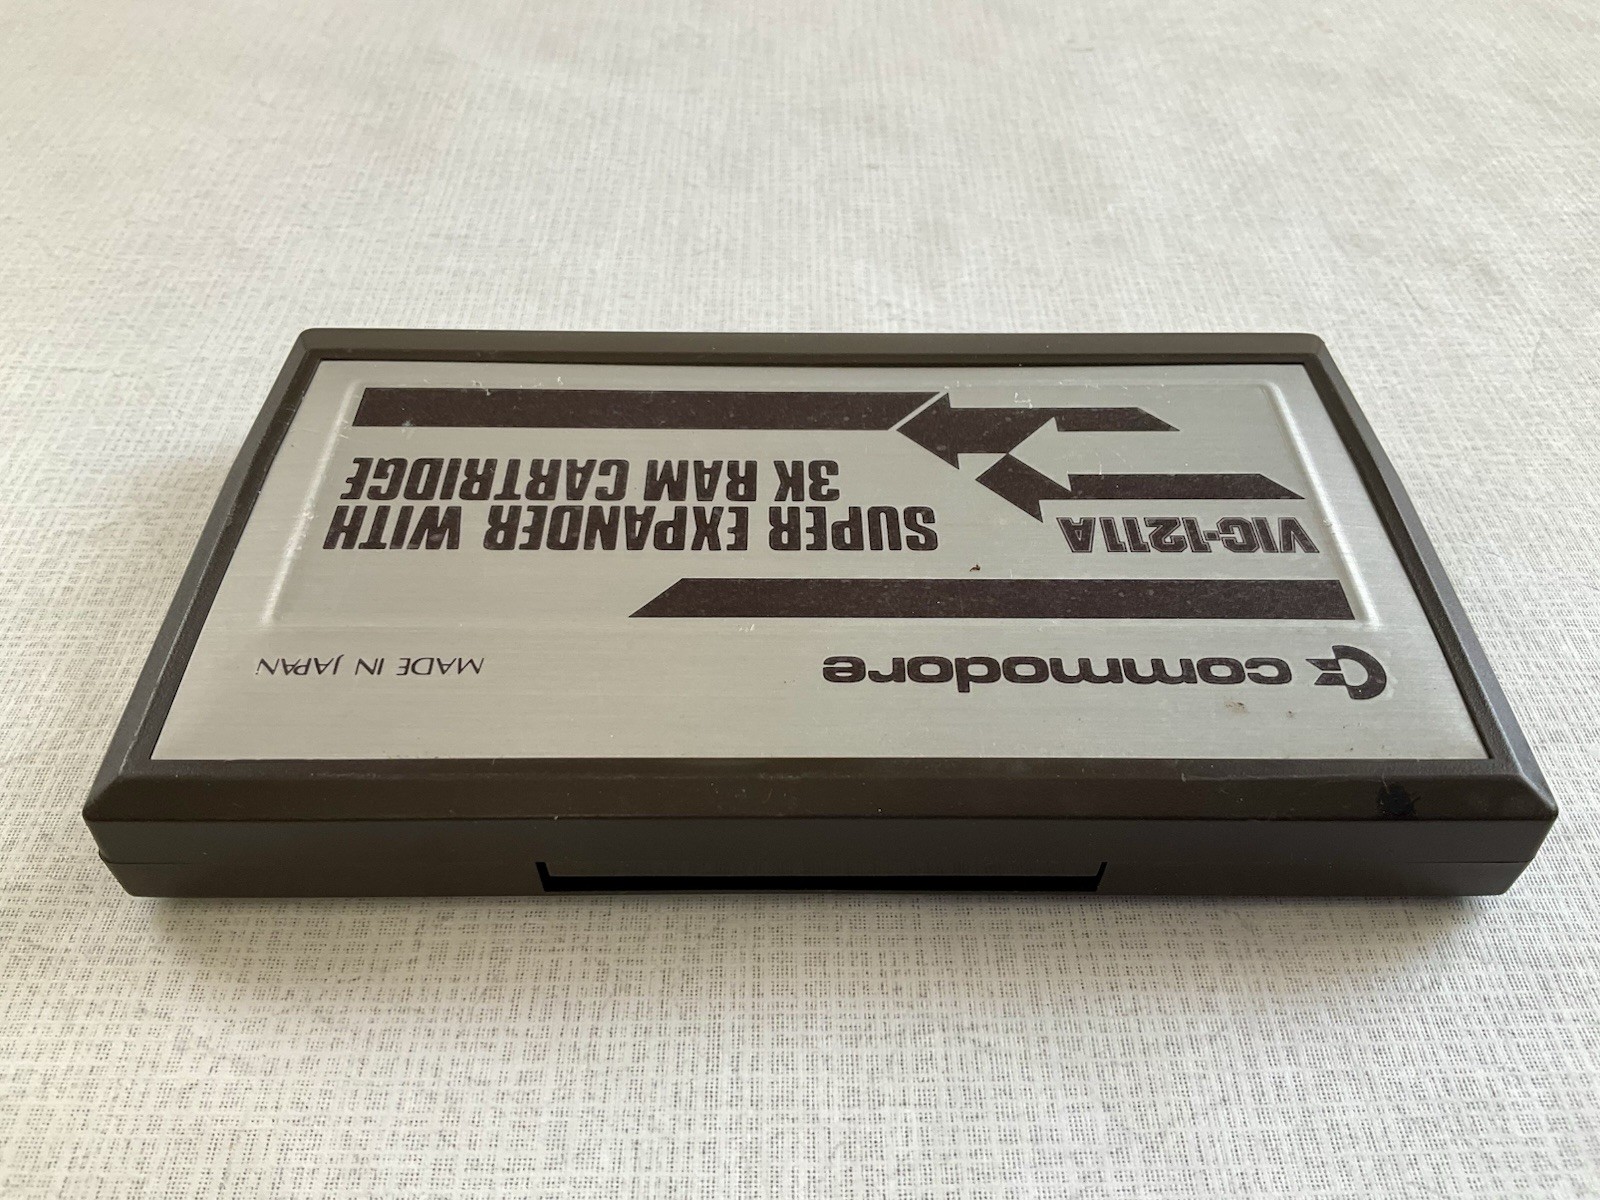 commodore
MADE IN JAPAN
VIC-1211A
SUPER EXPANDER WITH
3K RAM CARTRIDGE